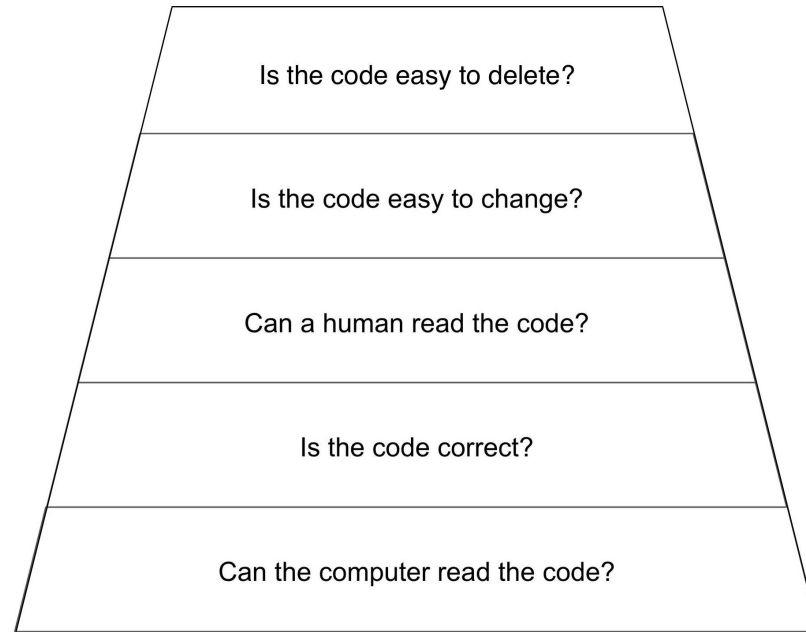 Is the code easy to delete?
Is the code easy to change?
Can a human read the code?
Is the code correct?
Can the computer read the code?